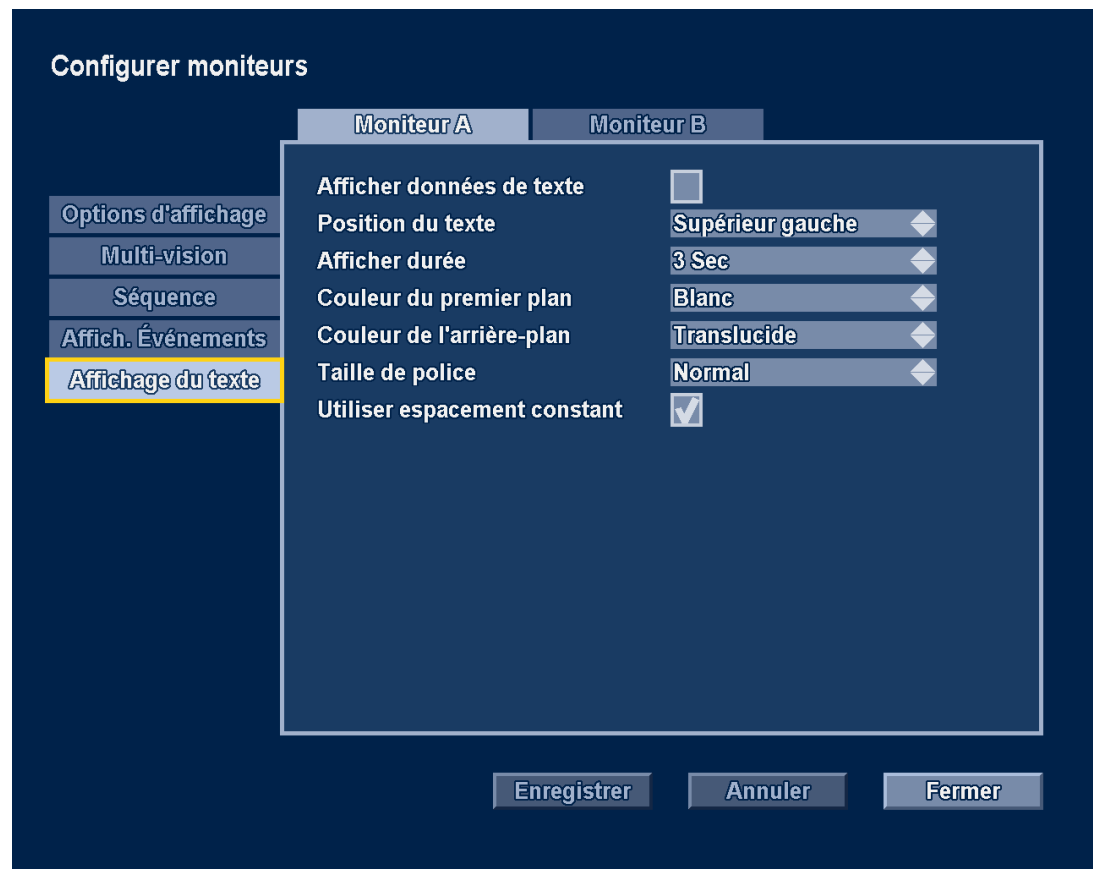 Configurer moniteurs
Moniteur A Moniteur B
Options d'affichage
Multi-vision
Séquence
Affich. Événements
Affichage du texte
Afficher données de texte
Position du texte Supérieur gauche
Afficher durée 3 Sec
Couleur du premier plan Blanc
Couleur de l'arrière-plan Translucide
Taille de police Normal
Utiliser espacement constant
Enregistrer Annuler Fermer